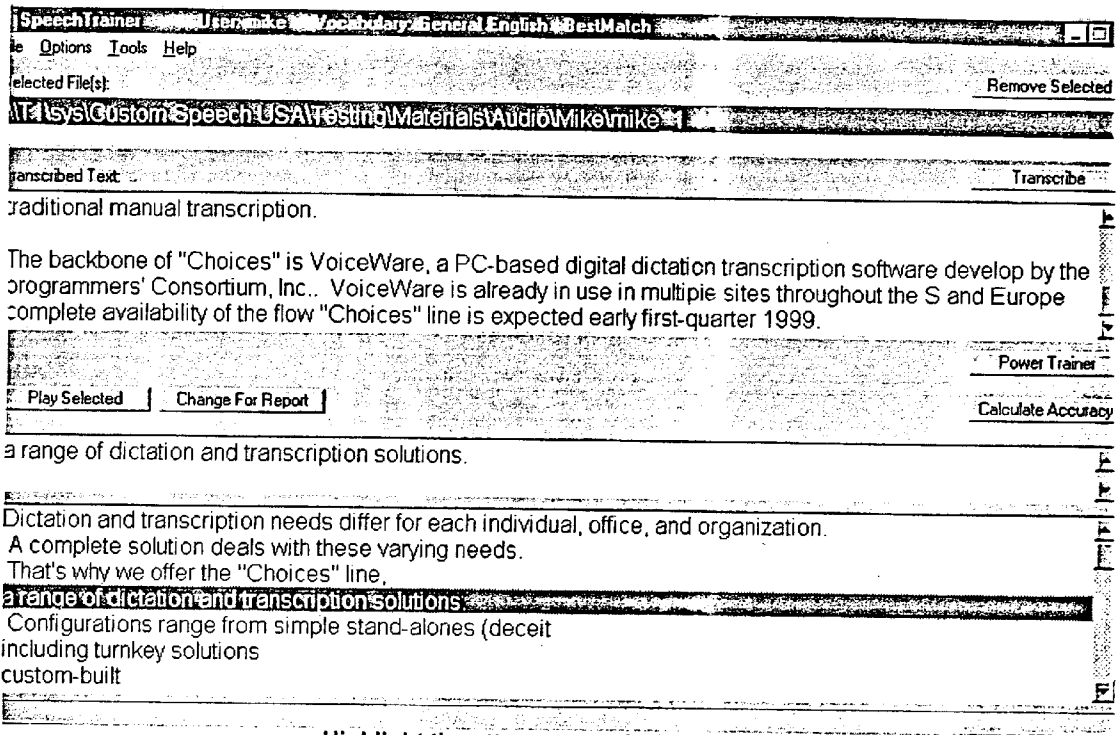 SpeechTrainer User: mike Vocabulary: General English BestMatch
le Options Tools Help
elected File[s]:
Remove Selected
\Sys\Custom Speech USA\Testing\Materials\Audio\Mike\mike
ranscribed Text:
Transcribe
raditional manual transcription.
The backbone of "Choices" is VoiceWare, a PC-based digital dictation transcription software develop by the
programmers' Consortium, Inc.. VoiceWare is already in use in multiple sites throughout the S and Europe
complete availability of the flow "Choices" line is expected early first-quarter 1999.
Power Trainer
Play Selected Change For Report
Calculate Accuracy
a range of dictation and transcription solutions.
Dictation and transcription needs differ for each individual, office, and organization.
A complete solution deals with these varying needs.
That's why we offer the "Choices" line,
a range of dictation and transcription solutions.
Configurations range from simple stand-alones (deceit
including turnkey solutions
custom-built